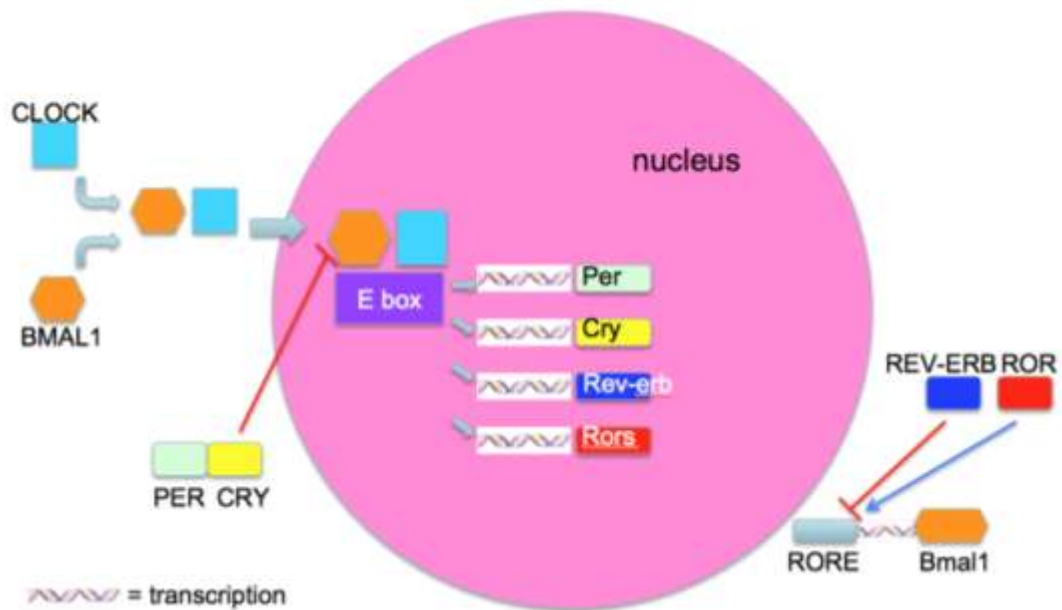 CLOCK
nucleus
BMAL1
E box
Per
Cry
Rev-erb
Rors
REV-ERB ROR
PER CRY
RORE Bmal1
= transcription